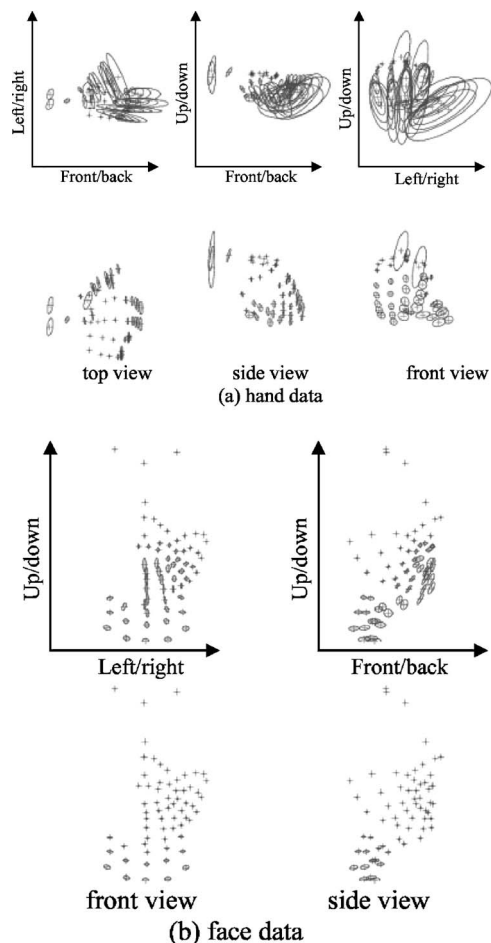 Left/right
Front/back
Up/down
Front/back
Up/down
Left/right
top view
side view
front view
(a) hand data
Up/down
Left/right
Up/down
Front/back
front view
side view
(b) face data